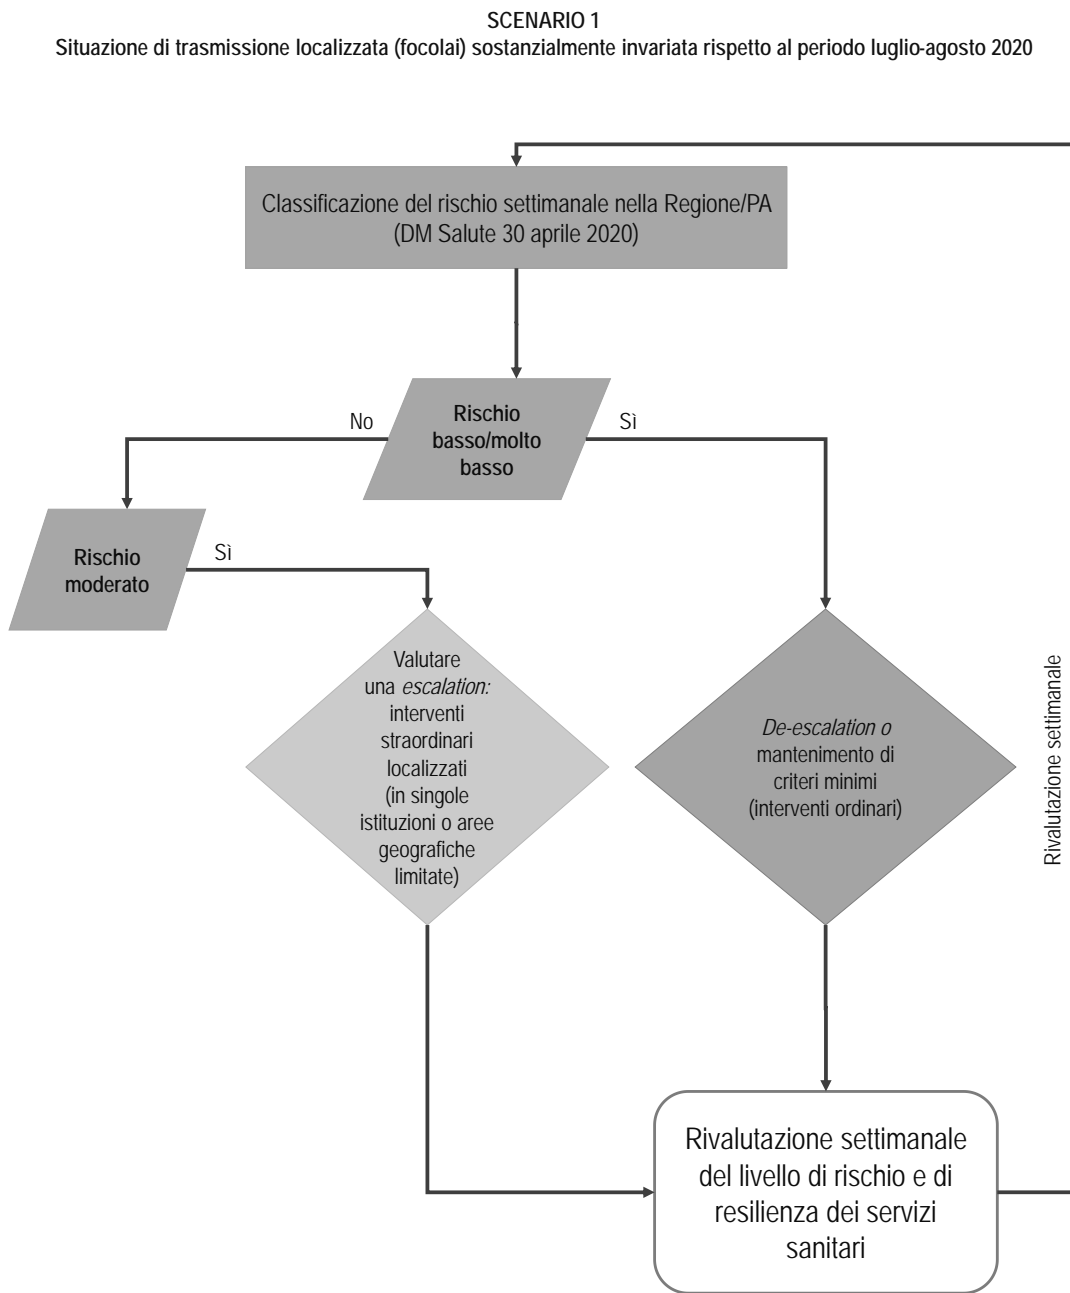 SCENARIO 1
Situazione di trasmissione localizzata (focolai) sostanzialmente invariata rispetto al periodo luglio-agosto 2020
Classificazione del rischio settimanale nella Regione/PA
(DM Salute 30 aprile 2020)
Rischio
basso/molto
basso
No
Sì
Rischio
moderato
Sì
Valutare
una escalation:
interventi
straordinari
localizzati
(in singole
istituzioni o aree
geografiche
limitate)
De-escalation o
mantenimento di
criteri minimi
(interventi ordinari)
Rivalutazione settimanale
Rivalutazione settimanale
del livello di rischio e di
resilienza dei servizi
sanitari